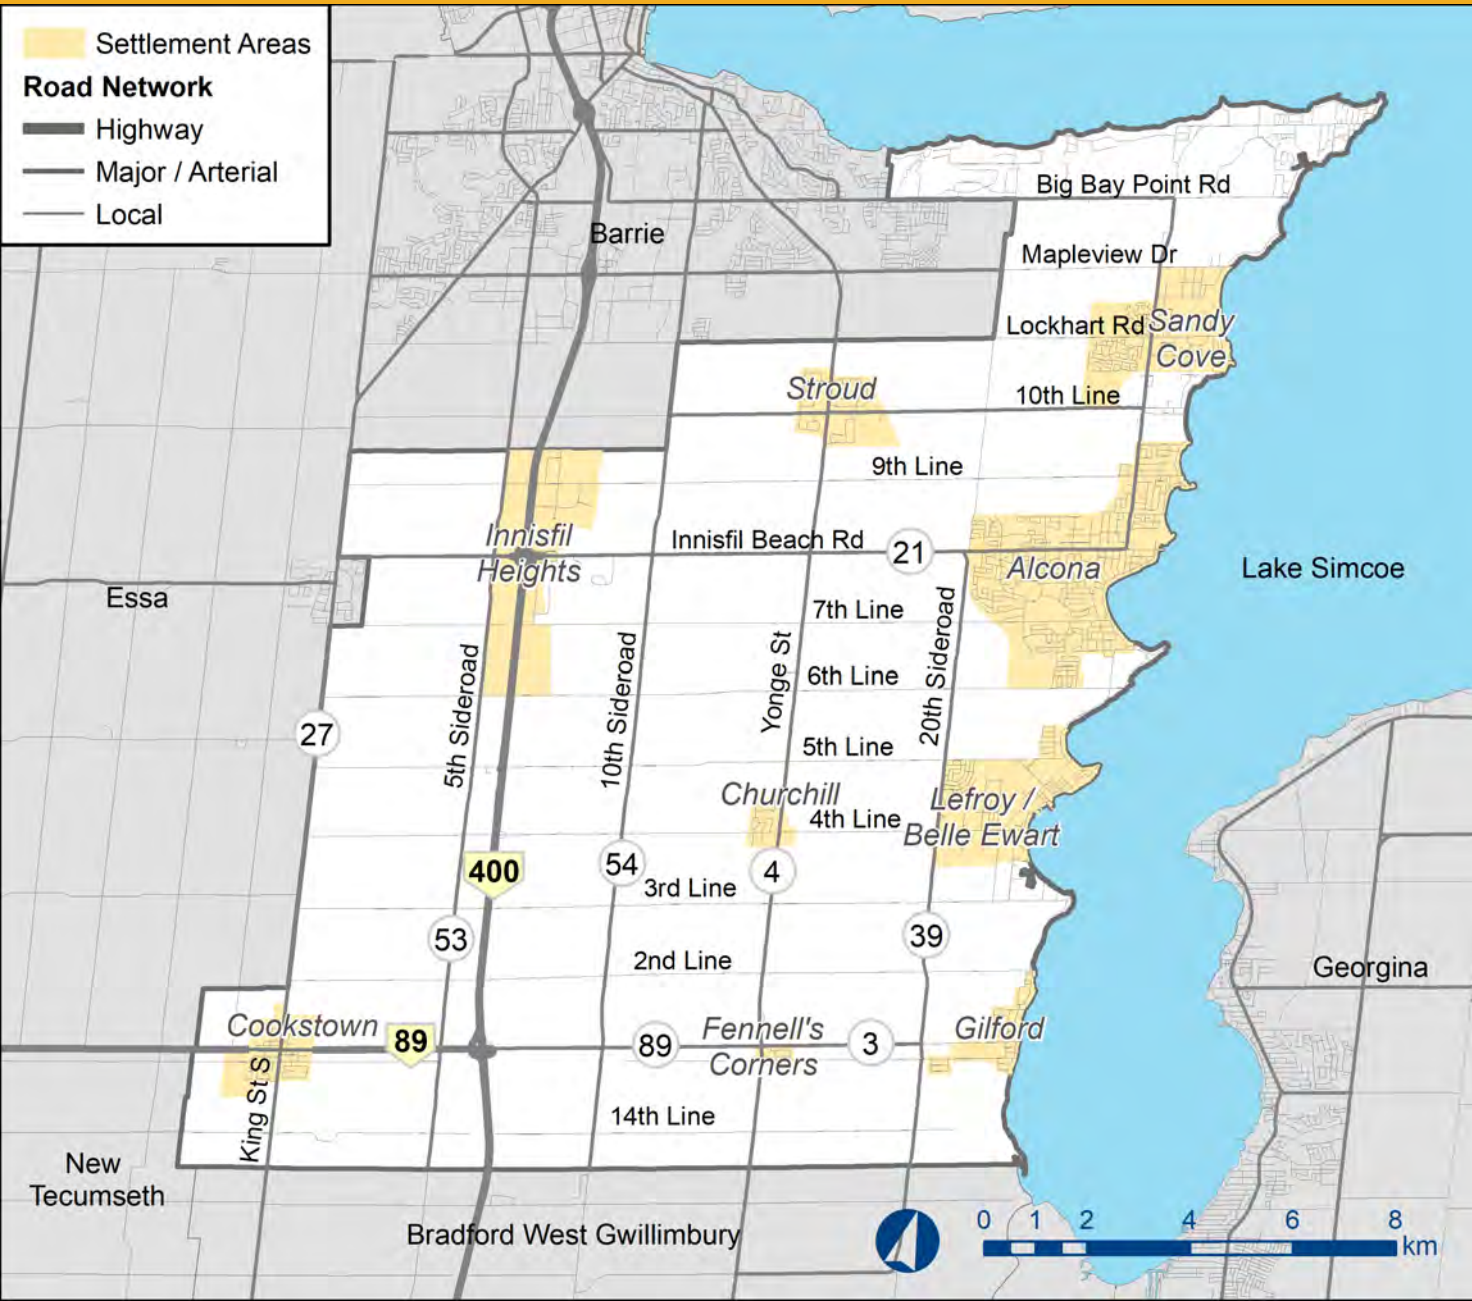 Settlement Areas
Road Network
Highway
Major / Arterial
Local
Big Bay Point Rd
Barrie
Mapleview Dr
Lockhart Rd
Sandy
Cove
Stroud
10th Line
9th Line
Innisfil
Heights
Innisfil Beach Rd
21
Alcona
Lake Simcoe
Essa
7th Line
6th Line
5th Sideroad
10th Sideroad
Yonge St
20th Sideroad
27
5th Line
Churchill
4th Line
Lefroy /
Belle Ewart
400
54
4
3rd Line
53
39
2nd Line
Georgina
Cookstown
89
89
Fennell's
Corners
3
Gilford
King St S
14th Line
New
Tecumseth
Bradford West Gwillimbury
0 1 2 4 6 8
km